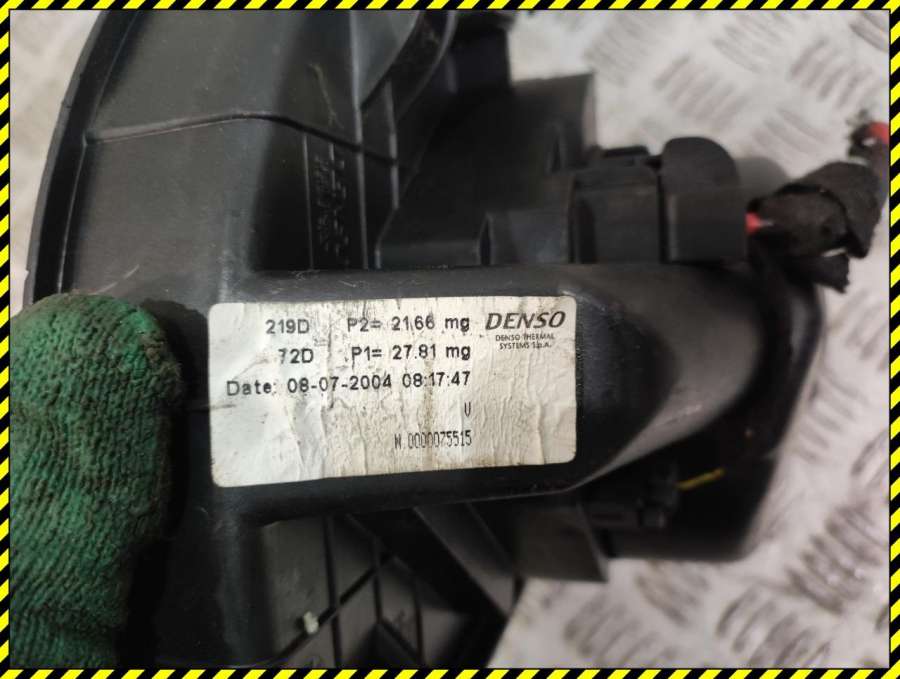 219D P2= 21.66 mg DENSO
DENSO THERMAL
SYSTEMS S.p.A.
72D P1= 27.81 mg
Date: 08-07-2004 08:17:47
V
N.0000075515